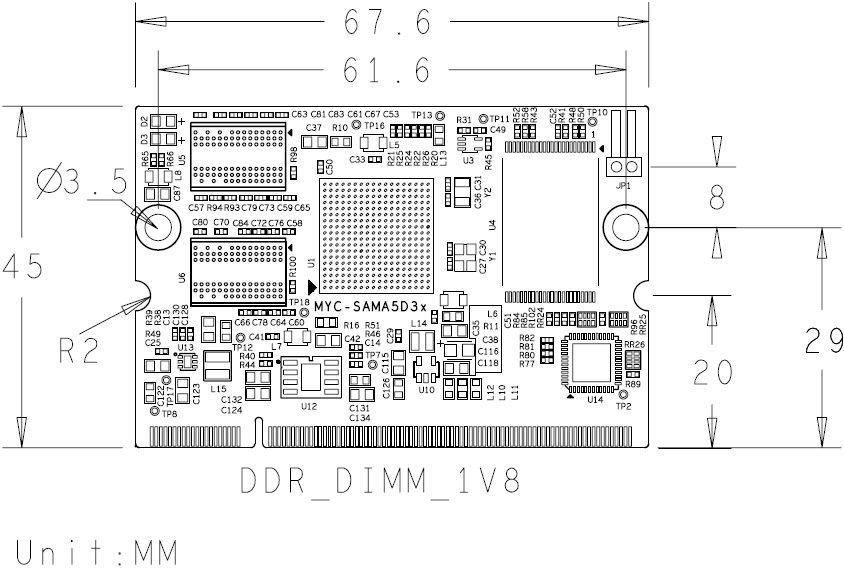 67.6
61.6
D2 + C63 C81 C83 C61 C67 C53 TP13 R31 TP11 R52 R58 R43 C52 R41 R48 R50 TP10
D3 + U5 C37 R10 TP16 L5 L13 C49 1
R65 R66 R98 C33 R21 R25 R24 R22 R26 R20 U3 R45
L8 C50 JP1
Ø3.5 C87 C31 Y2 8
C57 R94 R93 C79 C73 C59 C65 C36
C80 C70 C84 C72 C76 C58 U4
45 C30 Y1
U6 R100 U1 C27
MYC-SAMA5D3x
TP18
R39 R38 C13 C66 C78 C64 C60 L6
R49 C130 C128 R16 R51 L14 C35 R11 C51 R84 R85 R102 RR24 R96 RR25
C25 C41 R46 C29 C38 R82 29
R2 U13 TP12 L7 C42 C14 C116 R81 RR26
R40 TP7 C115 C118 R80
R44 R77 20
L15 R89
C122 TP17 C123 C132 U12 C131 C126 U10 L12 L10 L11 U14 TP2
TP8 C124 C134
DDR_DIMM_1V8
Unit:MM